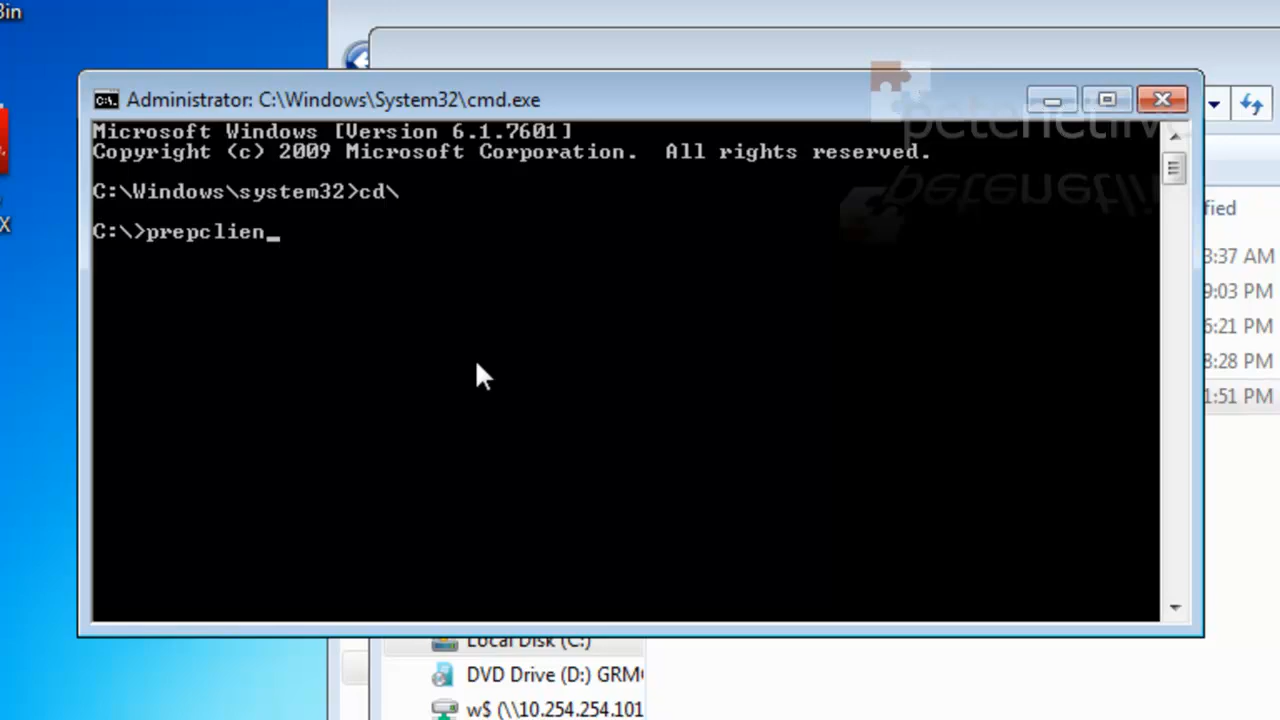 Bin
Administrator: C:\Windows\System32\cmd.exe
petenetlive
Microsoft Windows [Version 6.1.7601]
Copyright (c) 2009 Microsoft Corporation.  All rights reserved.
C:\Windows\system32>cd\
C:\>prepclien_
X
fied
3:37 AM
9:03 PM
6:21 PM
3:28 PM
1:51 PM
Local Disk (C:)
DVD Drive (D:) GRM
w$ (\\10.254.254.101